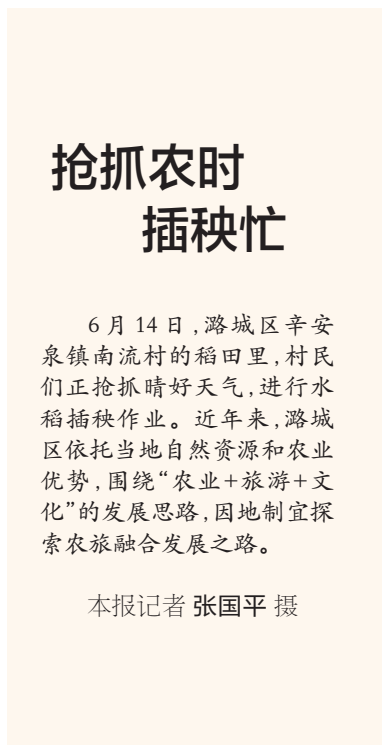 抢抓农时
插秧忙
6月14日，潞城区辛安
泉镇南流村的稻田里，村民
们正抢抓晴好天气，进行水
稻插秧作业。近年来，潞城
区依托当地自然资源和农业
优势，围绕“农业+旅游+文
化”的发展思路，因地制宜探
索农旅融合发展之路。
本报记者 张国平 摄